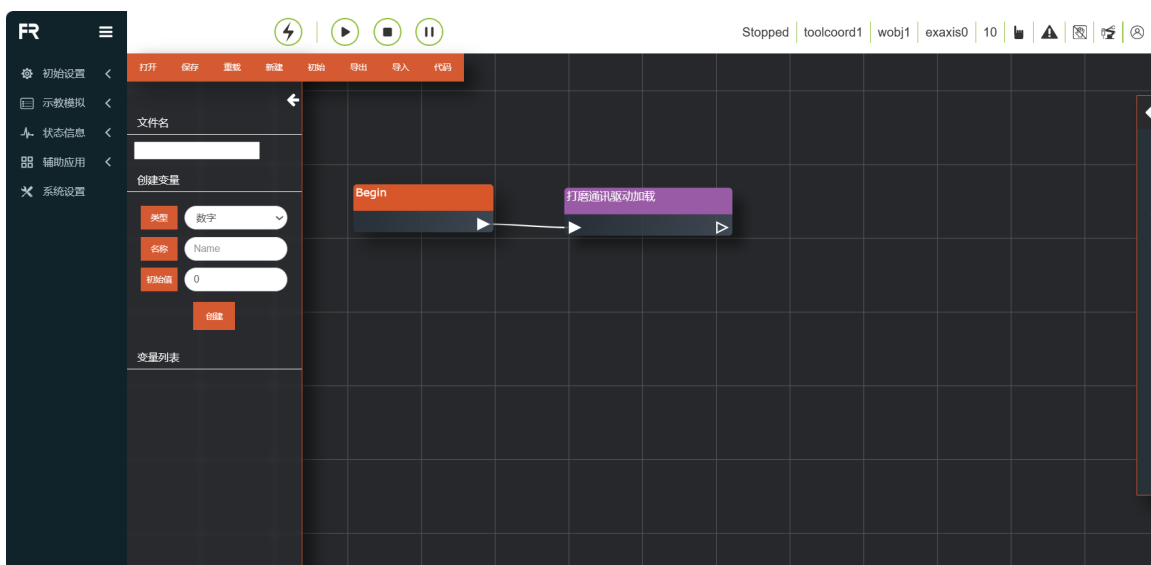 FR
Stopped toolcoord1 wobj1 exaxis0 10
初始设置
示教模拟
状态信息
辅助应用
系统设置
打开 保存 重载 新建 初始 导出 导入 代码
文件名
创建变量
类型 数字
名称 Name
初始值 0
创建
变量列表
Begin
打磨通讯驱动加载